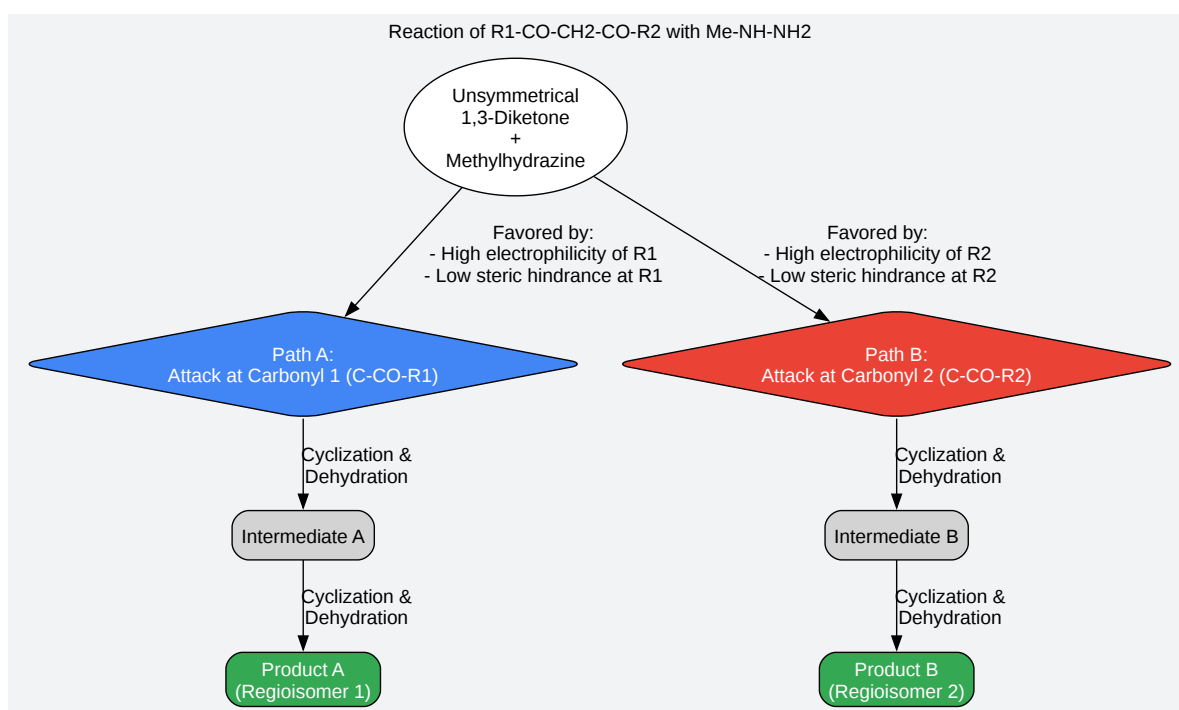 Reaction of R1-CO-CH2-CO-R2 with Me-NH-NH2
Unsymmetrical
1,3-Diketone
+
Methylhydrazine
Favored by:
- High electrophilicity of R1
- Low steric hindrance at R1
Favored by:
- High electrophilicity of R2
- Low steric hindrance at R2
Path A:
Attack at Carbonyl 1 (C-CO-R1)
Path B:
Attack at Carbonyl 2 (C-CO-R2)
Cyclization &
Dehydration
Cyclization &
Dehydration
Intermediate A
Intermediate B
Cyclization &
Dehydration
Cyclization &
Dehydration
Product A
(Regioisomer 1)
Product B
(Regioisomer 2)